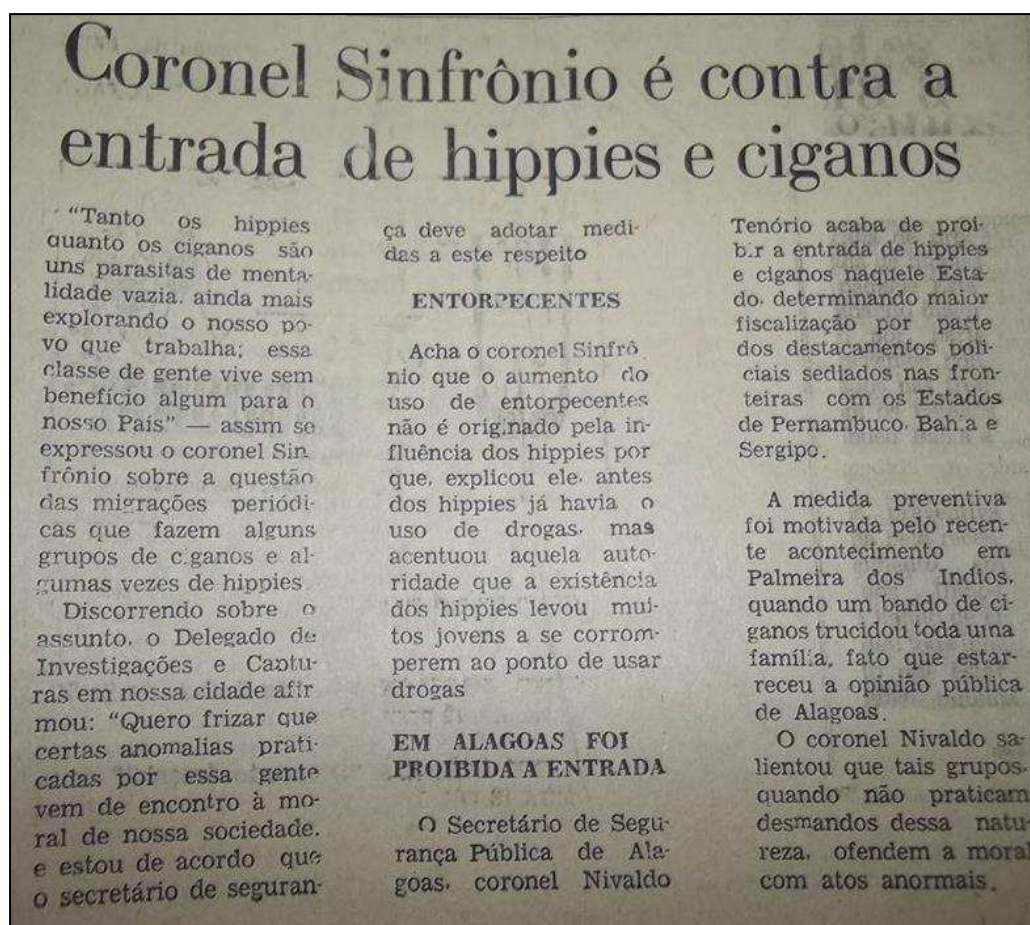 Coronel Sinfrônio é contra a
entrada de hippies e ciganos
"Tanto os hippies
quanto os ciganos são
uns parasitas de menta-
lidade vazia. ainda mais
explorando o nosso po-
vo que trabalha; essa
classe de gente vive sem
benefício algum para o
nosso País" — assim se
expressou o coronel Sin
frônio sobre a questão
das migrações periódi-
cas que fazem alguns
grupos de c.ganos e al-
gumas vezes de hippies.
Discorrendo sobre o
assunto, o Delegado de
Investigações e Captu-
ras em nossa cidade afir
mou: "Quero frizar que
certas anomalias prati-
cadas por essa gente
vem de encontro à mo-
ral de nossa sociedade.
e estou de acordo que
o secretário de seguran-
ça deve adotar medi-
das a este respeito
ENTORPECENTES
Acha o coronel Sinfrô
nio que o aumento do
uso de entorpecentes
não é originado pela in-
fluência dos hippies por
que, explicou ele, antes
dos hippies já havia o
uso de drogas, mas
acentuou aquela auto-
ridade que a existência
dos hippies levou mui-
tos jovens a se corrom-
perem ao ponto de usar
drogas
EM ALAGOAS FOI
PROIBIDA A ENTRADA
O Secretário de Segu-
rança Pública de Ala-
goas, coronel Nivaldo
Tenório acaba de proi-
b.r a entrada de hippies
e ciganos naquele Esta-
do, determinando maior
fiscalização por parte
dos destacamentos poli-
ciais sediados nas fron-
teiras com os Estados
de Pernambuco, Bahia e
Sergipo.
A medida preventiva
foi motivada pelo recen-
te acontecimento em
Palmeira dos Indios,
quando um bando de ci-
ganos trucidou toda uma
família, fato que estar-
receu a opinião pública
de Alagoas.
O coronel Nivaldo sa-
lientou que tais grupos,
quando não praticam
desmandos dessa natu-
reza, ofendem a moral
com atos anormais.